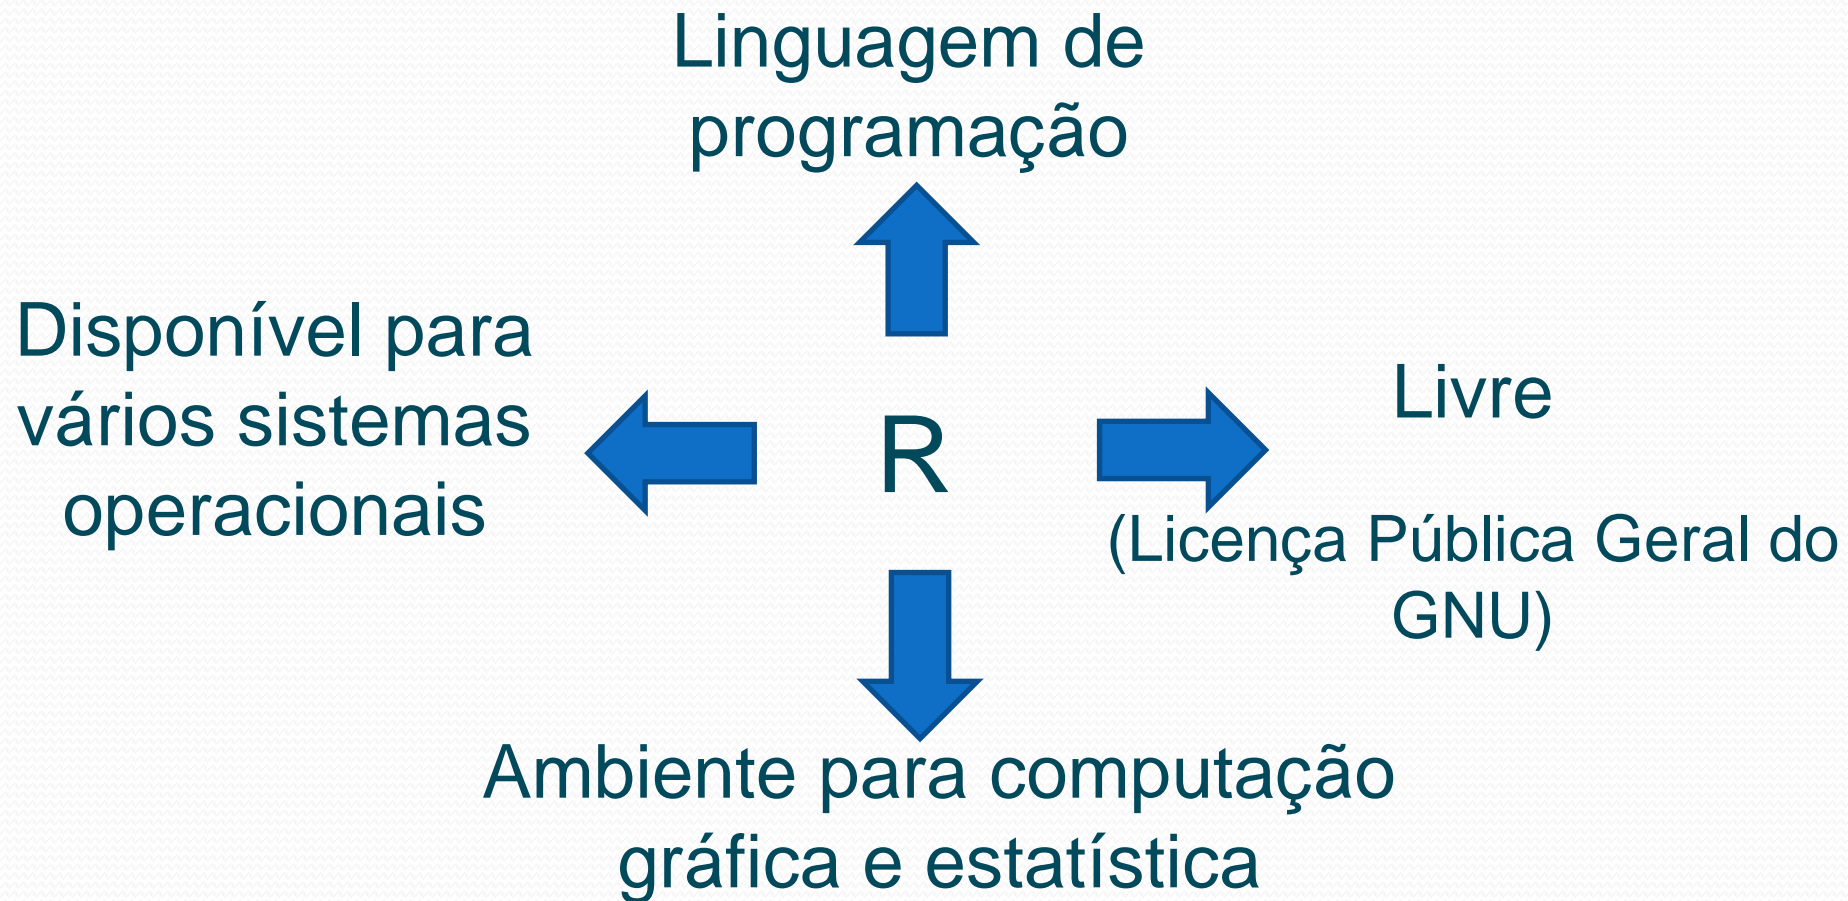 Linguagem de
programação
Disponível para
vários sistemas
operacionais
R
Livre
(Licença Pública Geral do
GNU)
Ambiente para computação
gráfica e estatística